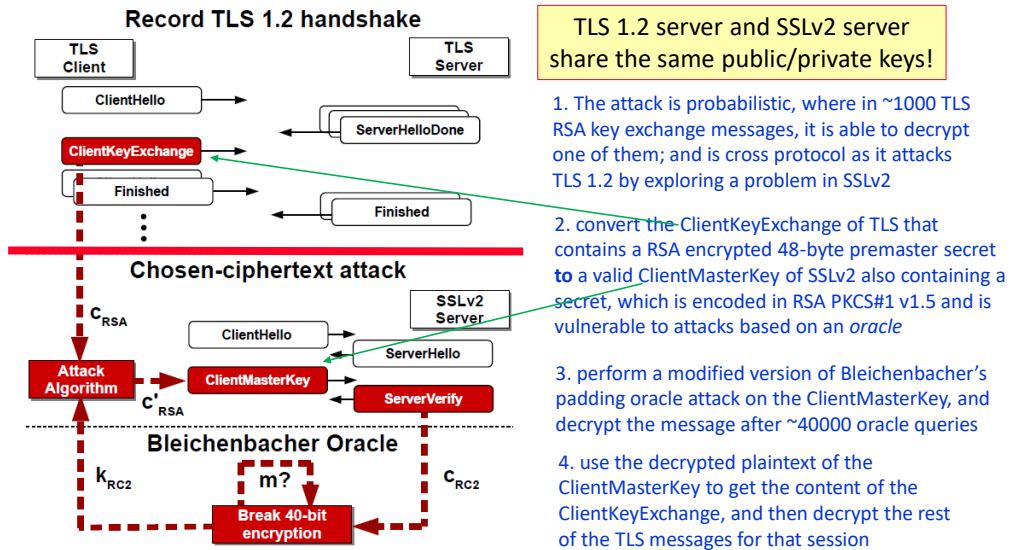 Record TLS 1.2 handshake
TLS
Client
TLS
Server
ClientHello
ServerHelloDone
ClientKeyExchange
Finished
Finished
Chosen-ciphertext attack
cRSA
SSLv2
Server
ClientHello
ServerHello
Attack
Algorithm
c'RSA
ClientMasterKey
ServerVerify
Bleichenbacher Oracle
kRC2
m?
cRC2
Break 40-bit
encryption
TLS 1.2 server and SSLv2 server
share the same public/private keys!
1. The attack is probabilistic, where in ~1000 TLS
RSA key exchange messages, it is able to decrypt
one of them; and is cross protocol as it attacks
TLS 1.2 by exploring a problem in SSLv2
2. convert the ClientKeyExchange of TLS that
contains a RSA encrypted 48-byte premaster secret
to a valid ClientMasterKey of SSLv2 also containing a
secret, which is encoded in RSA PKCS#1 v1.5 and is
vulnerable to attacks based on an oracle
3. perform a modified version of Bleichenbacher's
padding oracle attack on the ClientMasterKey, and
decrypt the message after ~40000 oracle queries
4. use the decrypted plaintext of the
ClientMasterKey to get the content of the
ClientKeyExchange, and then decrypt the rest
of the TLS messages for that session